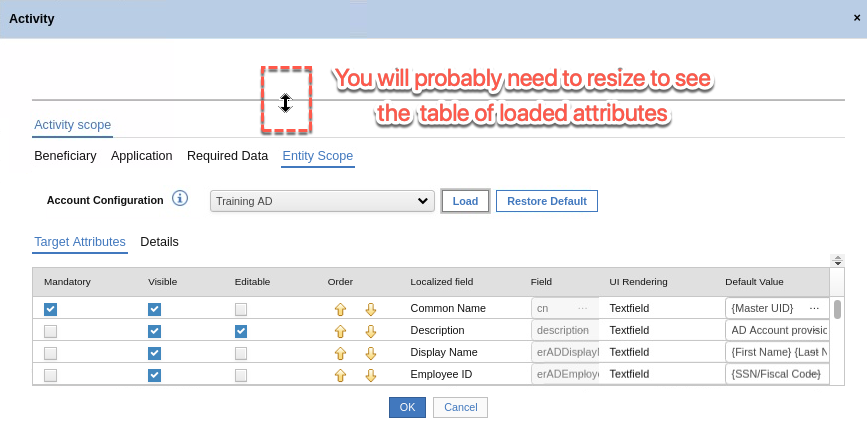 Activity ×
You will probably need to resize to see
the table of loaded attributes
Activity scope
Beneficiary Application Required Data Entity Scope
Account Configuration i Training AD Load Restore Default
Target Attributes Details
Mandatory Visible Editable Order Localized field Field UI Rendering Default Value
Common Name cn ... Textfield {Master UID} ...
Description description Textfield AD Account provisic
Display Name erADDisplayl Textfield {First Name} {Last N
Employee ID erADEmploye Textfield {SSN/Fiscal Code}
OK Cancel